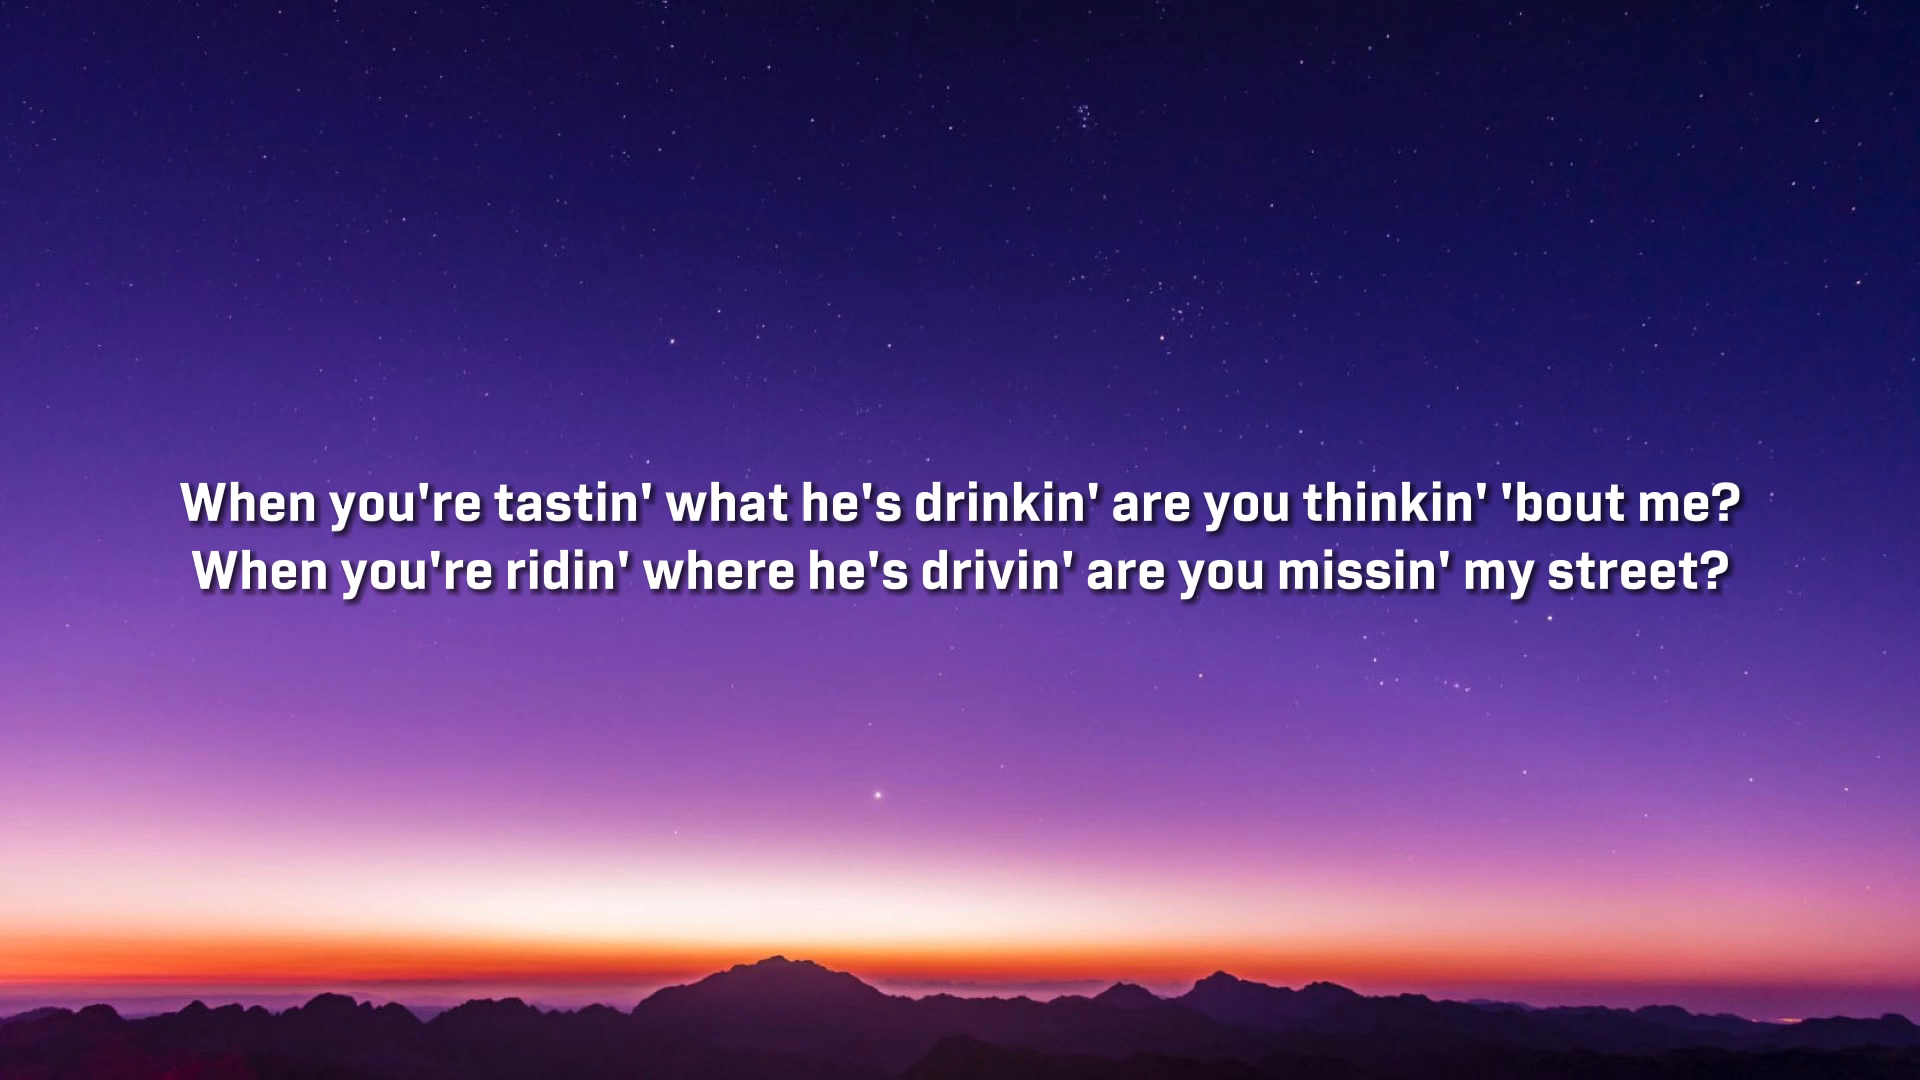 When you're tastin' what he's drinkin' are you thinkin' 'bout me?
When you're ridin' where he's drivin' are you missin' my street?